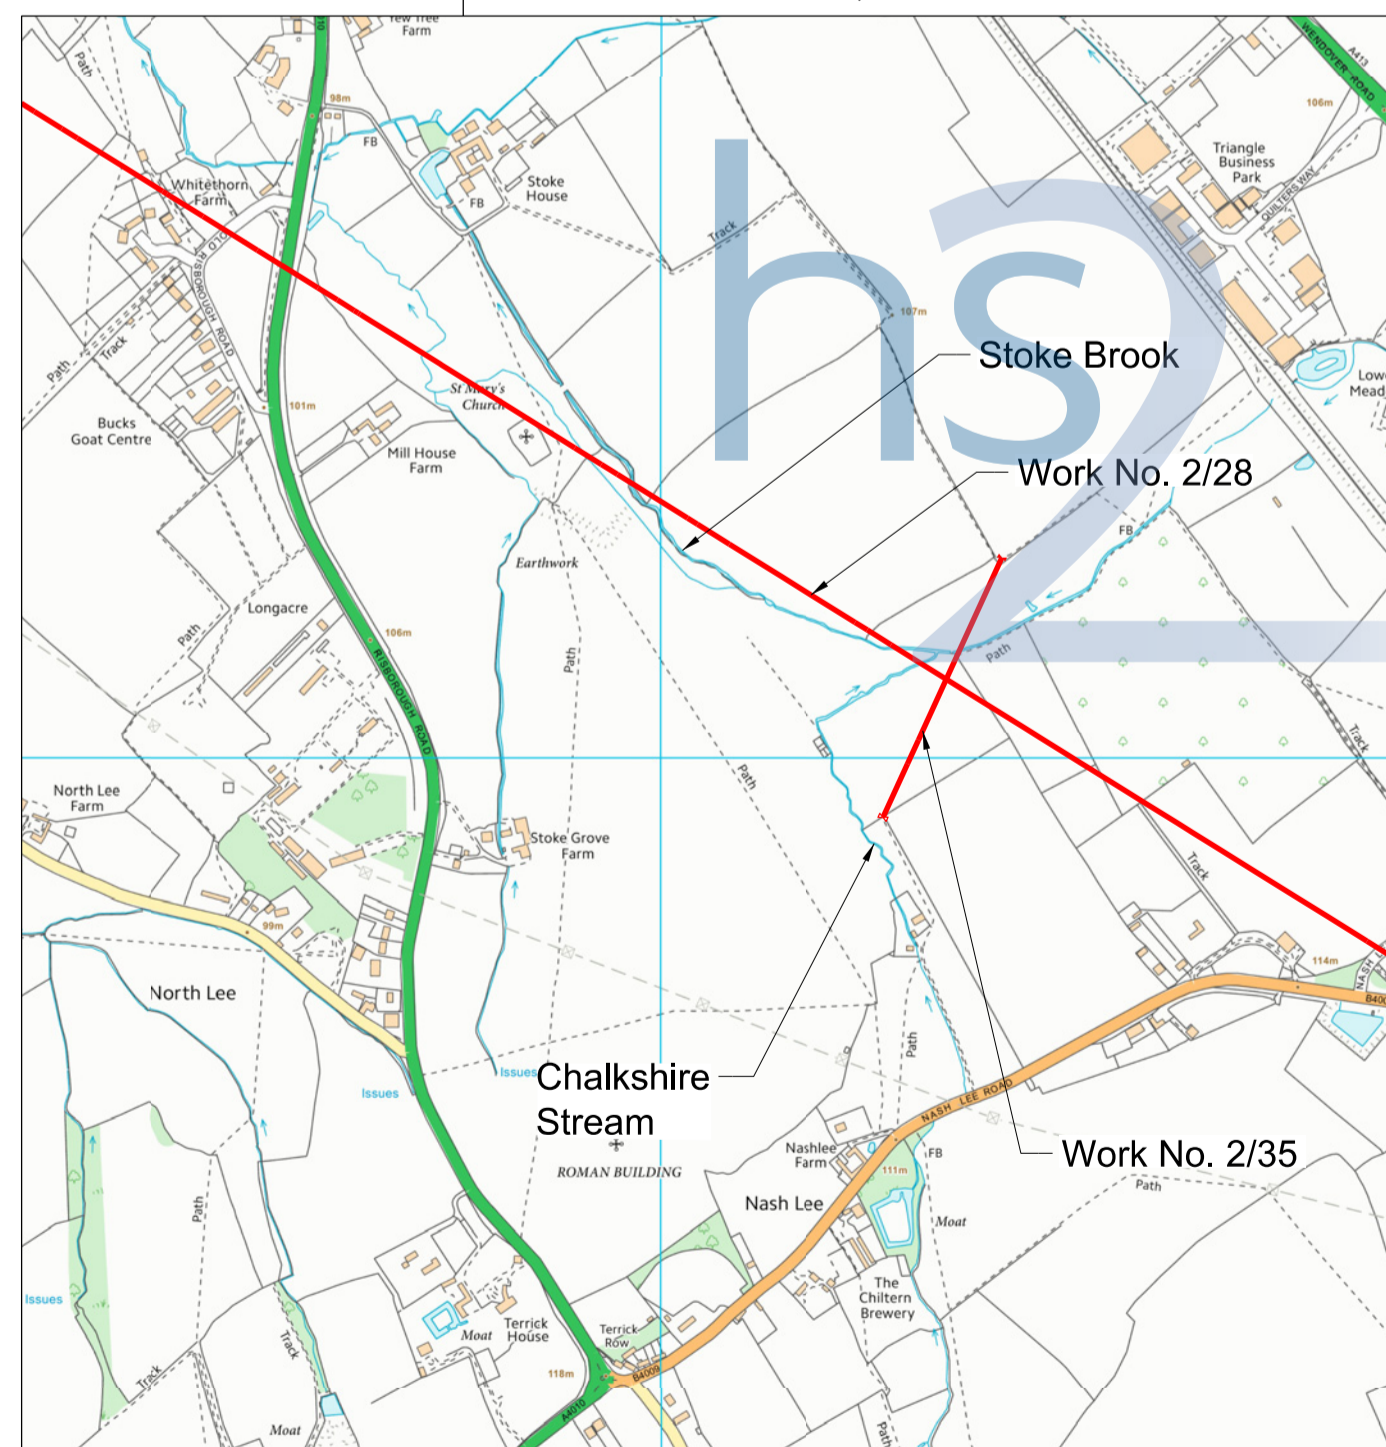 Yew Tree
Farm
010
Path
98m
FB
Whitethorn
Farm
Stoke
House
FB
OLD RISBOROUGH ROAD
Track
Path
Track
Bucks
Goat Centre
101m
St Mary's
Church
Mill House
Farm
WENDOVER ROAD
A413
106m
Triangle
Business
Park
QUILTERS WAY
hs2
107m
Stoke Brook
Work No. 2/28
FB
Path
Earthwork
Longacre
Path
106m
RISBOROUGH ROAD
Path
Path
Track
North Lee
Farm
Stoke Grove
Farm
Track
99m
North Lee
114m
Issues
Issues
Chalkshire
Stream
Path
NASH LEE ROAD
ROMAN BUILDING
Nashlee
Farm
FB
111m
Work No. 2/35
Nash Lee
Moat
Path
Path
The
Chiltern
Brewery
Issues
Moat
Terrick
House
Terrick
Row
Track
Track
118m
B4009
A4010
Moat
Path